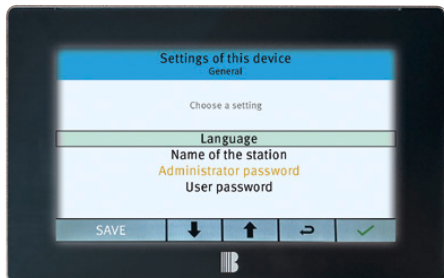 Settings of this device
General
Choose a setting
Language
Name of the station
Administrator password
User password
SAVE